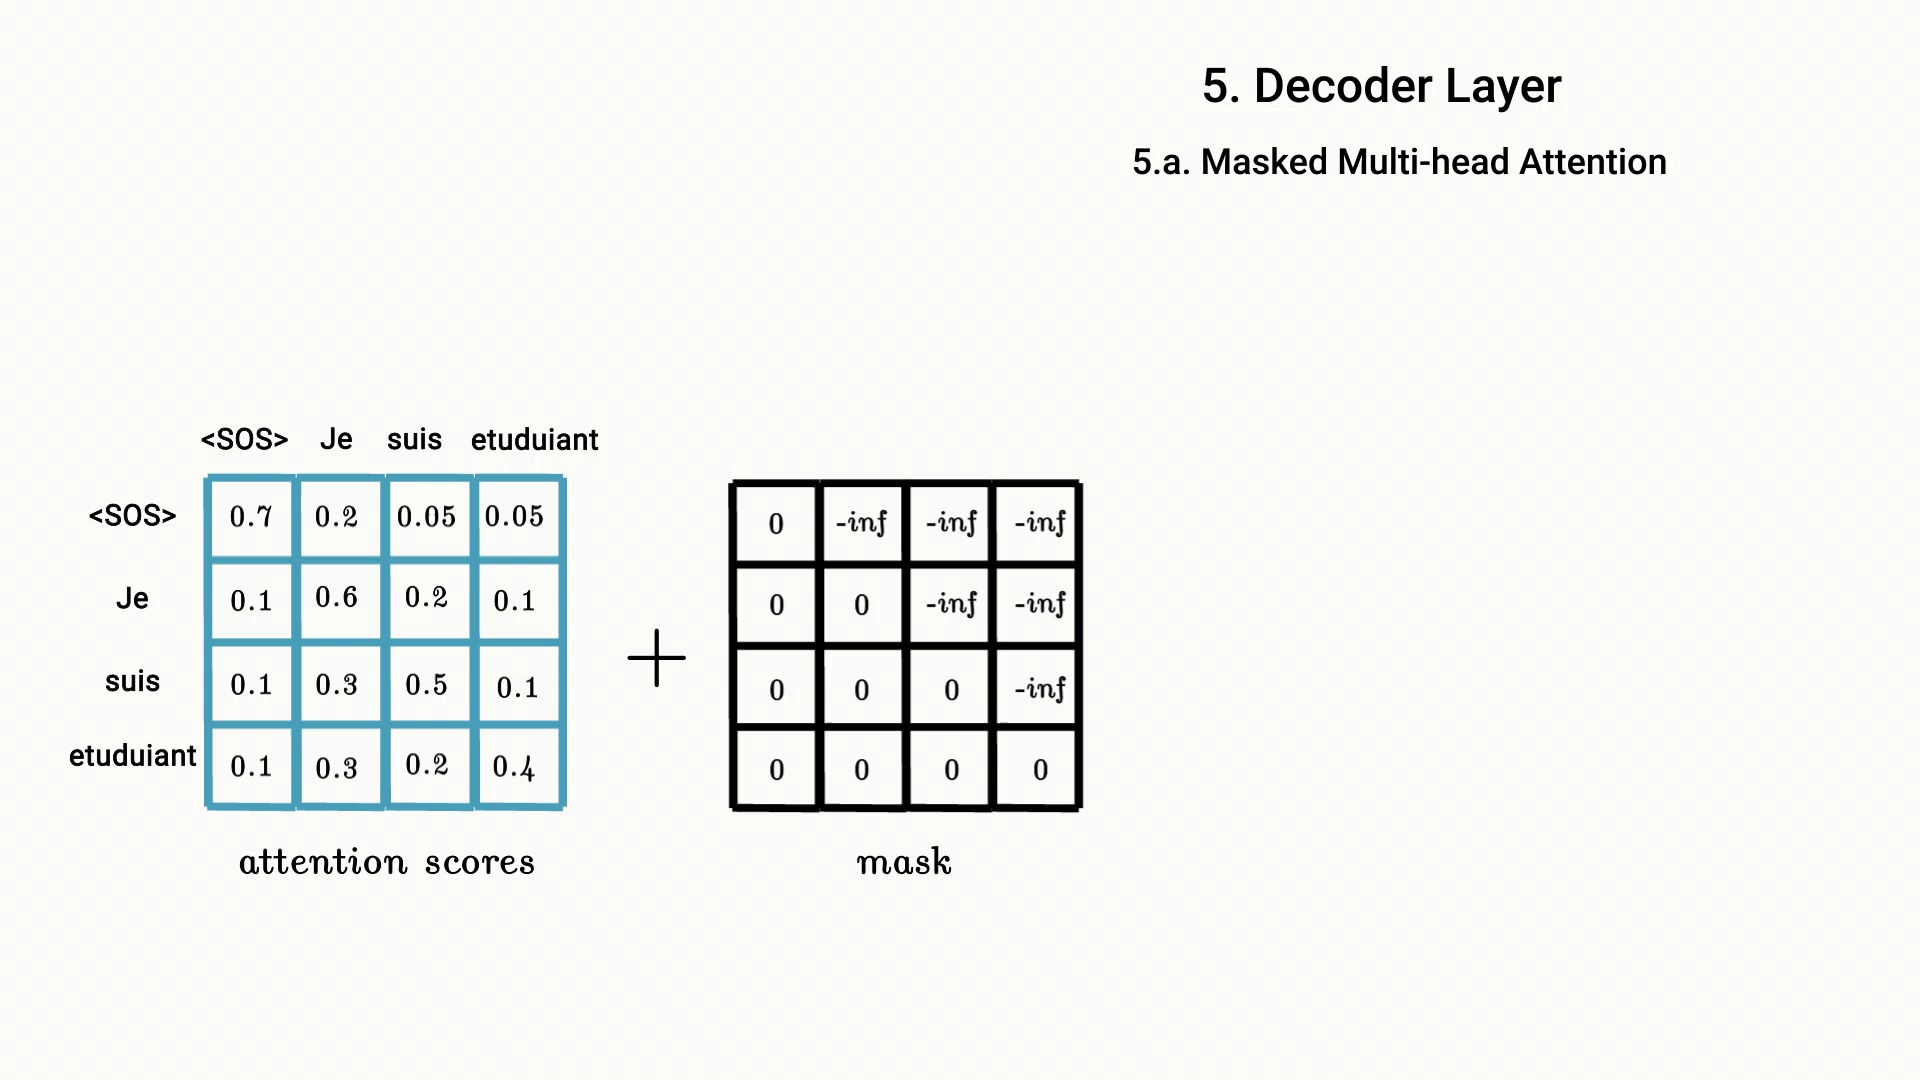 5. Decoder Layer
5.a. Masked Multi-head Attention
<SOS> Je suis etuduiant
<SOS> 0.7 0.2 0.05 0.05
Je 0.1 0.6 0.2 0.1
suis 0.1 0.3 0.5 0.1
etuduiant 0.1 0.3 0.2 0.4
attention scores
+
0 -inf -inf -inf
0 0 -inf -inf
0 0 0 -inf
0 0 0 0
mask